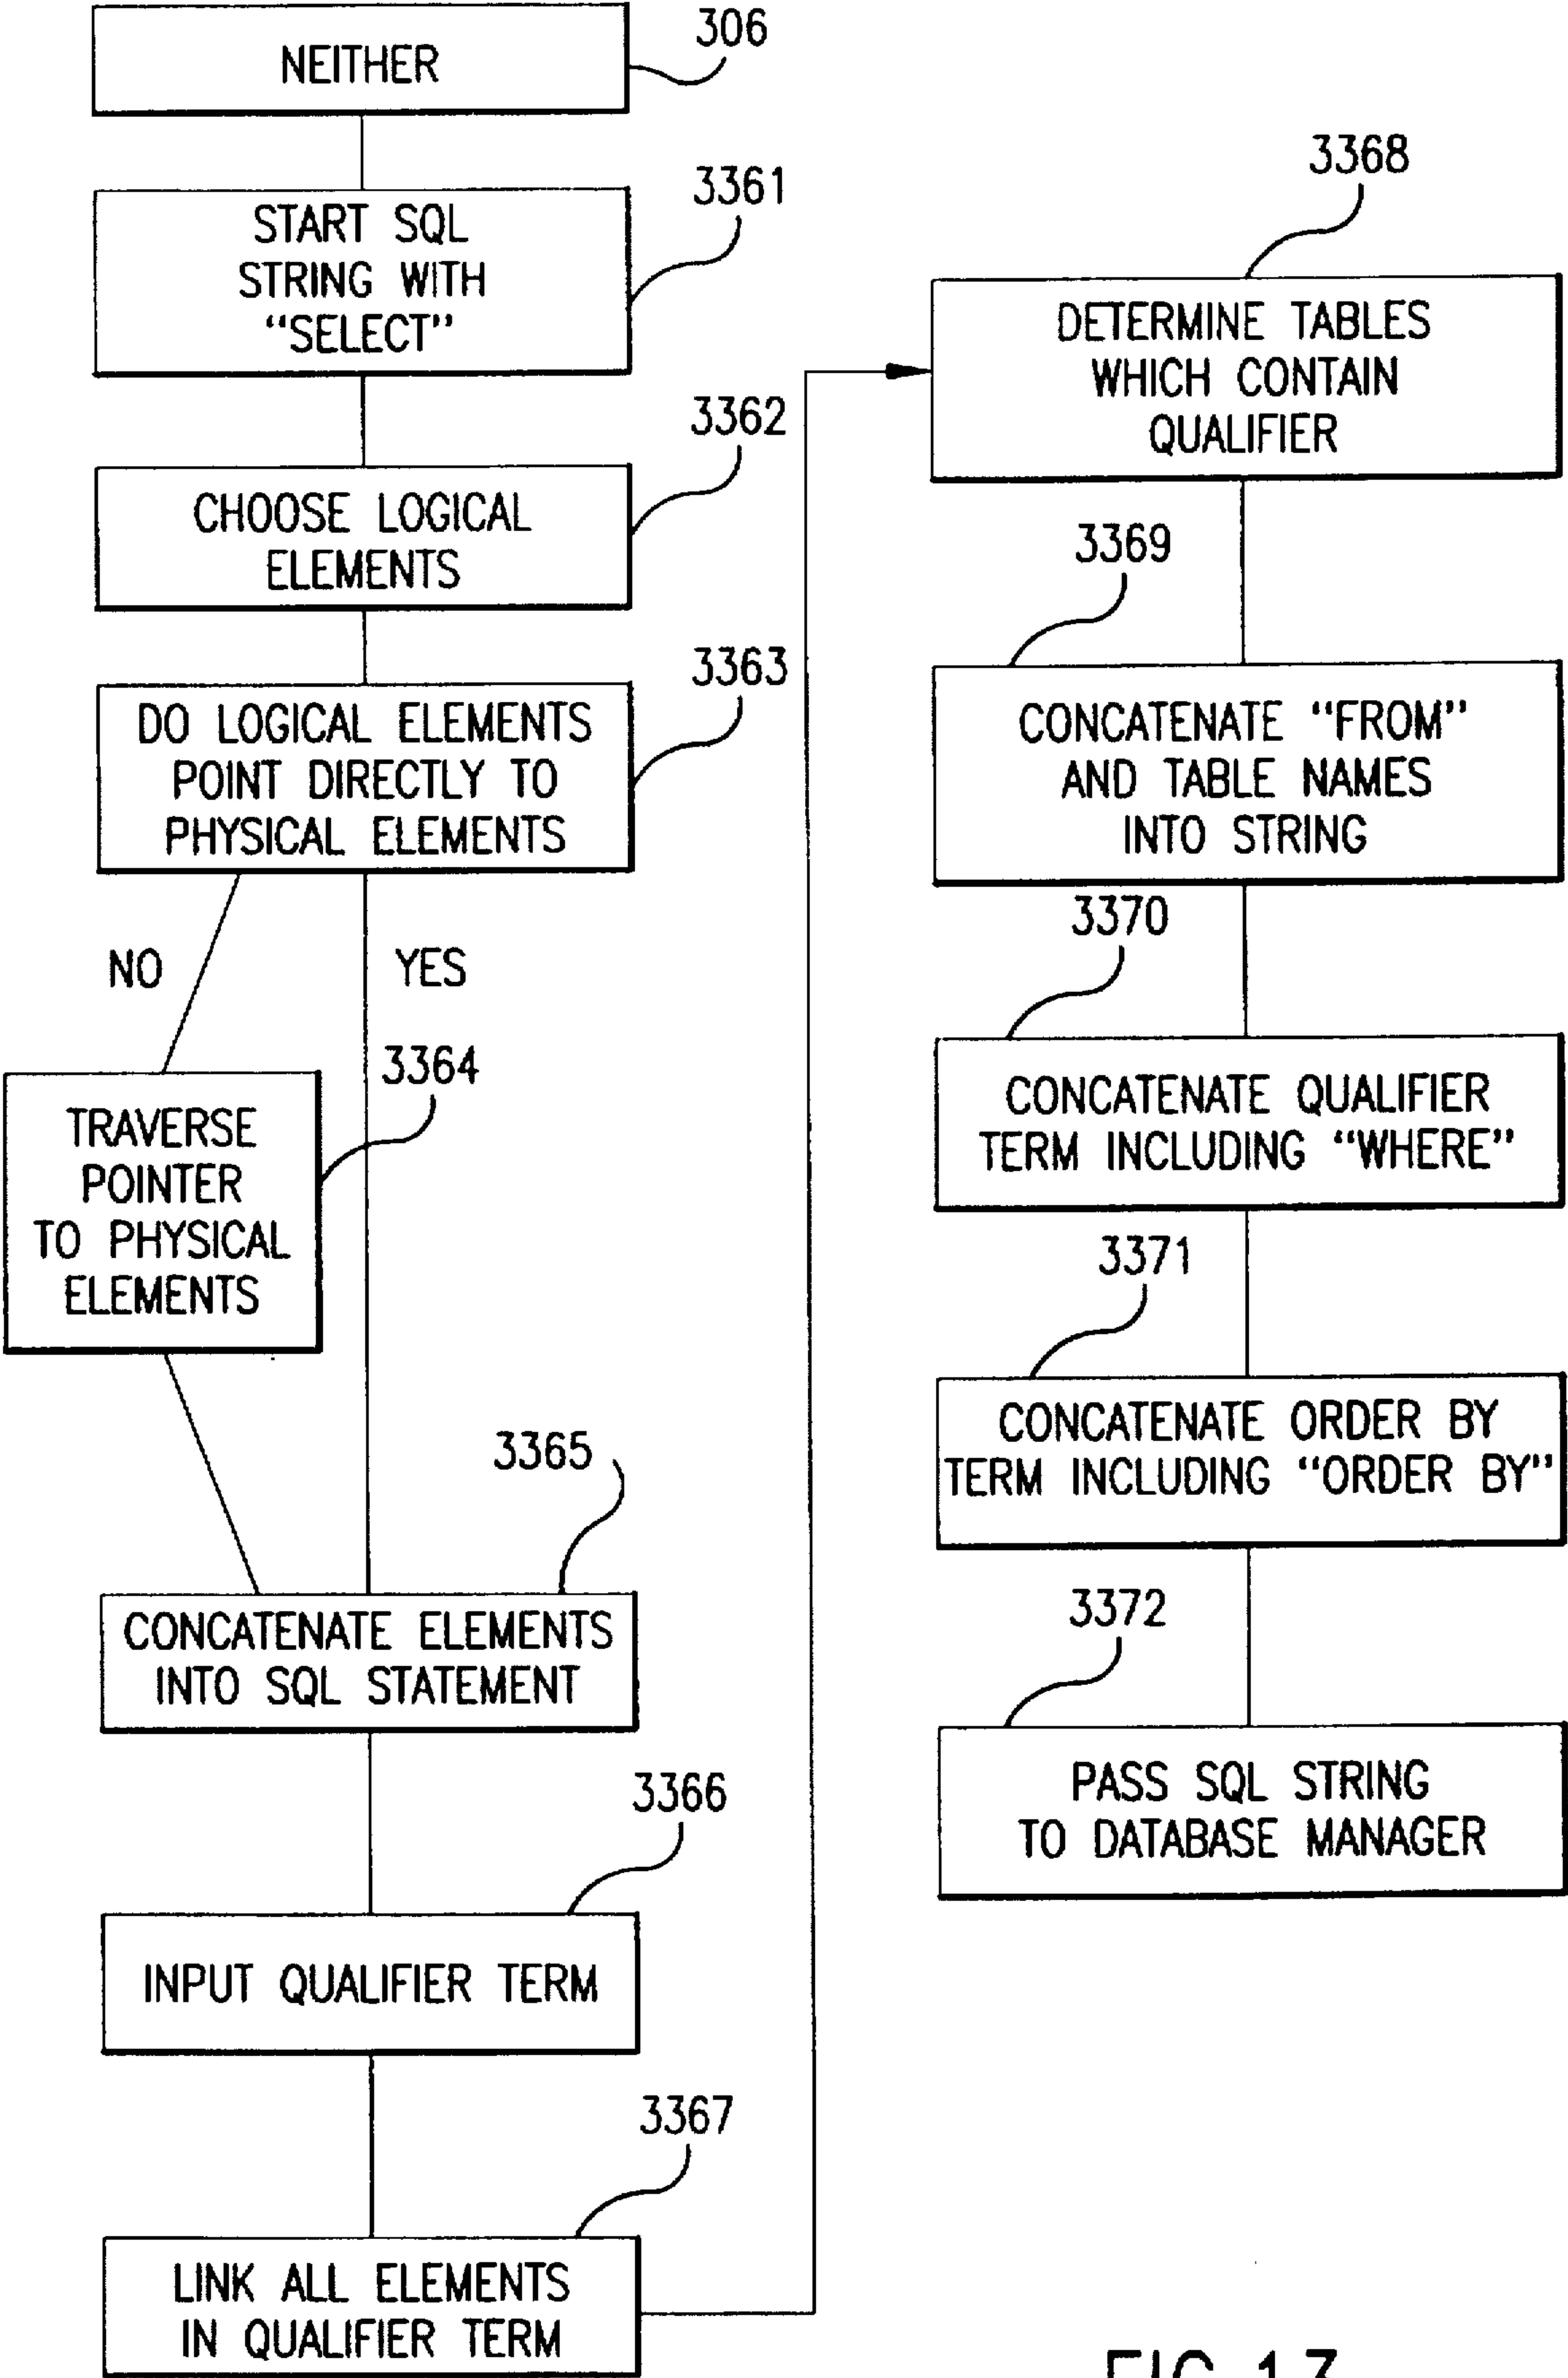 NEITHER
306
START SQL
STRING WITH
“SELECT”
3361
CHOOSE LOGICAL
ELEMENTS
3362
DO LOGICAL ELEMENTS
POINT DIRECTLY TO
PHYSICAL ELEMENTS
3363
NO
YES
TRAVERSE
POINTER
TO PHYSICAL
ELEMENTS
3364
3365
CONCATENATE ELEMENTS
INTO SQL STATEMENT
3366
INPUT QUALIFIER TERM
3367
LINK ALL ELEMENTS
IN QUALIFIER TERM
3368
DETERMINE TABLES
WHICH CONTAIN
QUALIFIER
3369
CONCATENATE “FROM”
AND TABLE NAMES
INTO STRING
3370
CONCATENATE QUALIFIER
TERM INCLUDING “WHERE”
3371
CONCATENATE ORDER BY
TERM INCLUDING “ORDER BY”
3372
PASS SQL STRING
TO DATABASE MANAGER
FIG.13